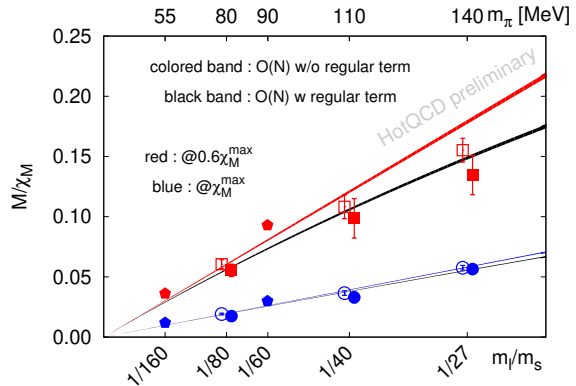 55 80 90 110 140 m_π [MeV]
0.25
colored band : O(N) w/o regular term
black band : O(N) w regular term
HotQCD preliminary
0.20
red : @0.6χ_M^max
blue : @χ_M^max
0.15
M/χ_M
0.10
0.05
0.00
1/160 1/80 1/60 1/40 1/27 m_l/m_s